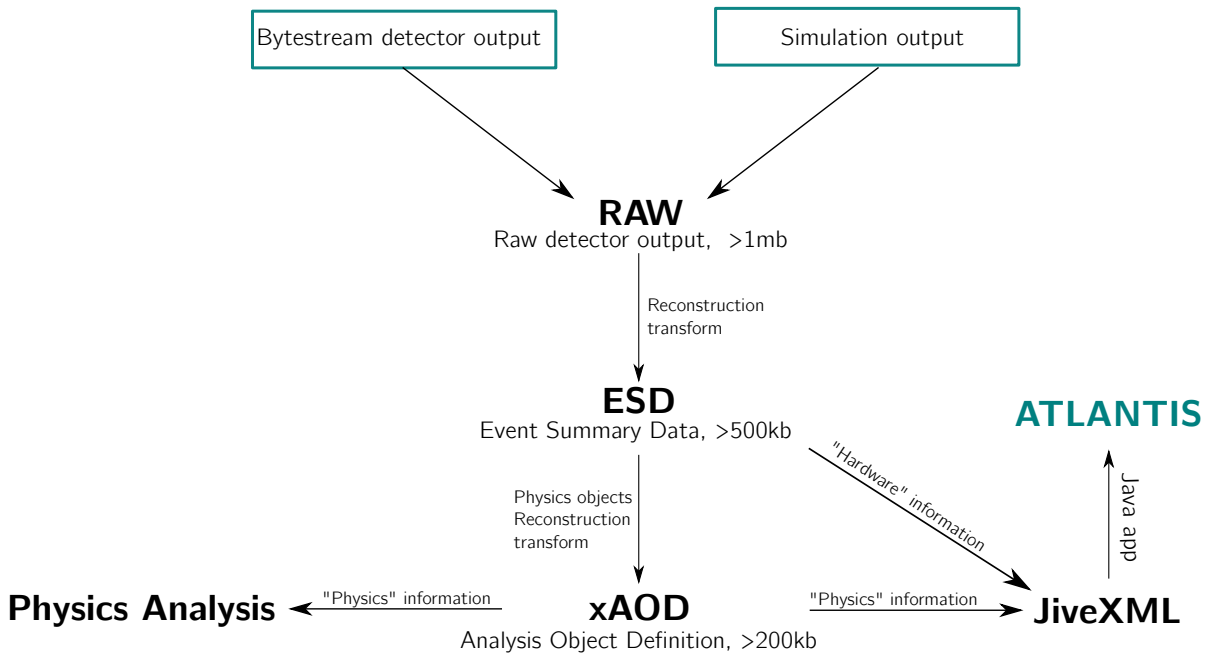 Bytestream detector output
Simulation output
RAW
Raw detector output, >1mb
Reconstruction
transform
ESD
Event Summary Data, >500kb
ATLANTIS
"Hardware" information
Java app
Physics objects
Reconstruction
transform
Physics Analysis
"Physics" information
xAOD
"Physics" information
JiveXML
Analysis Object Definition, >200kb